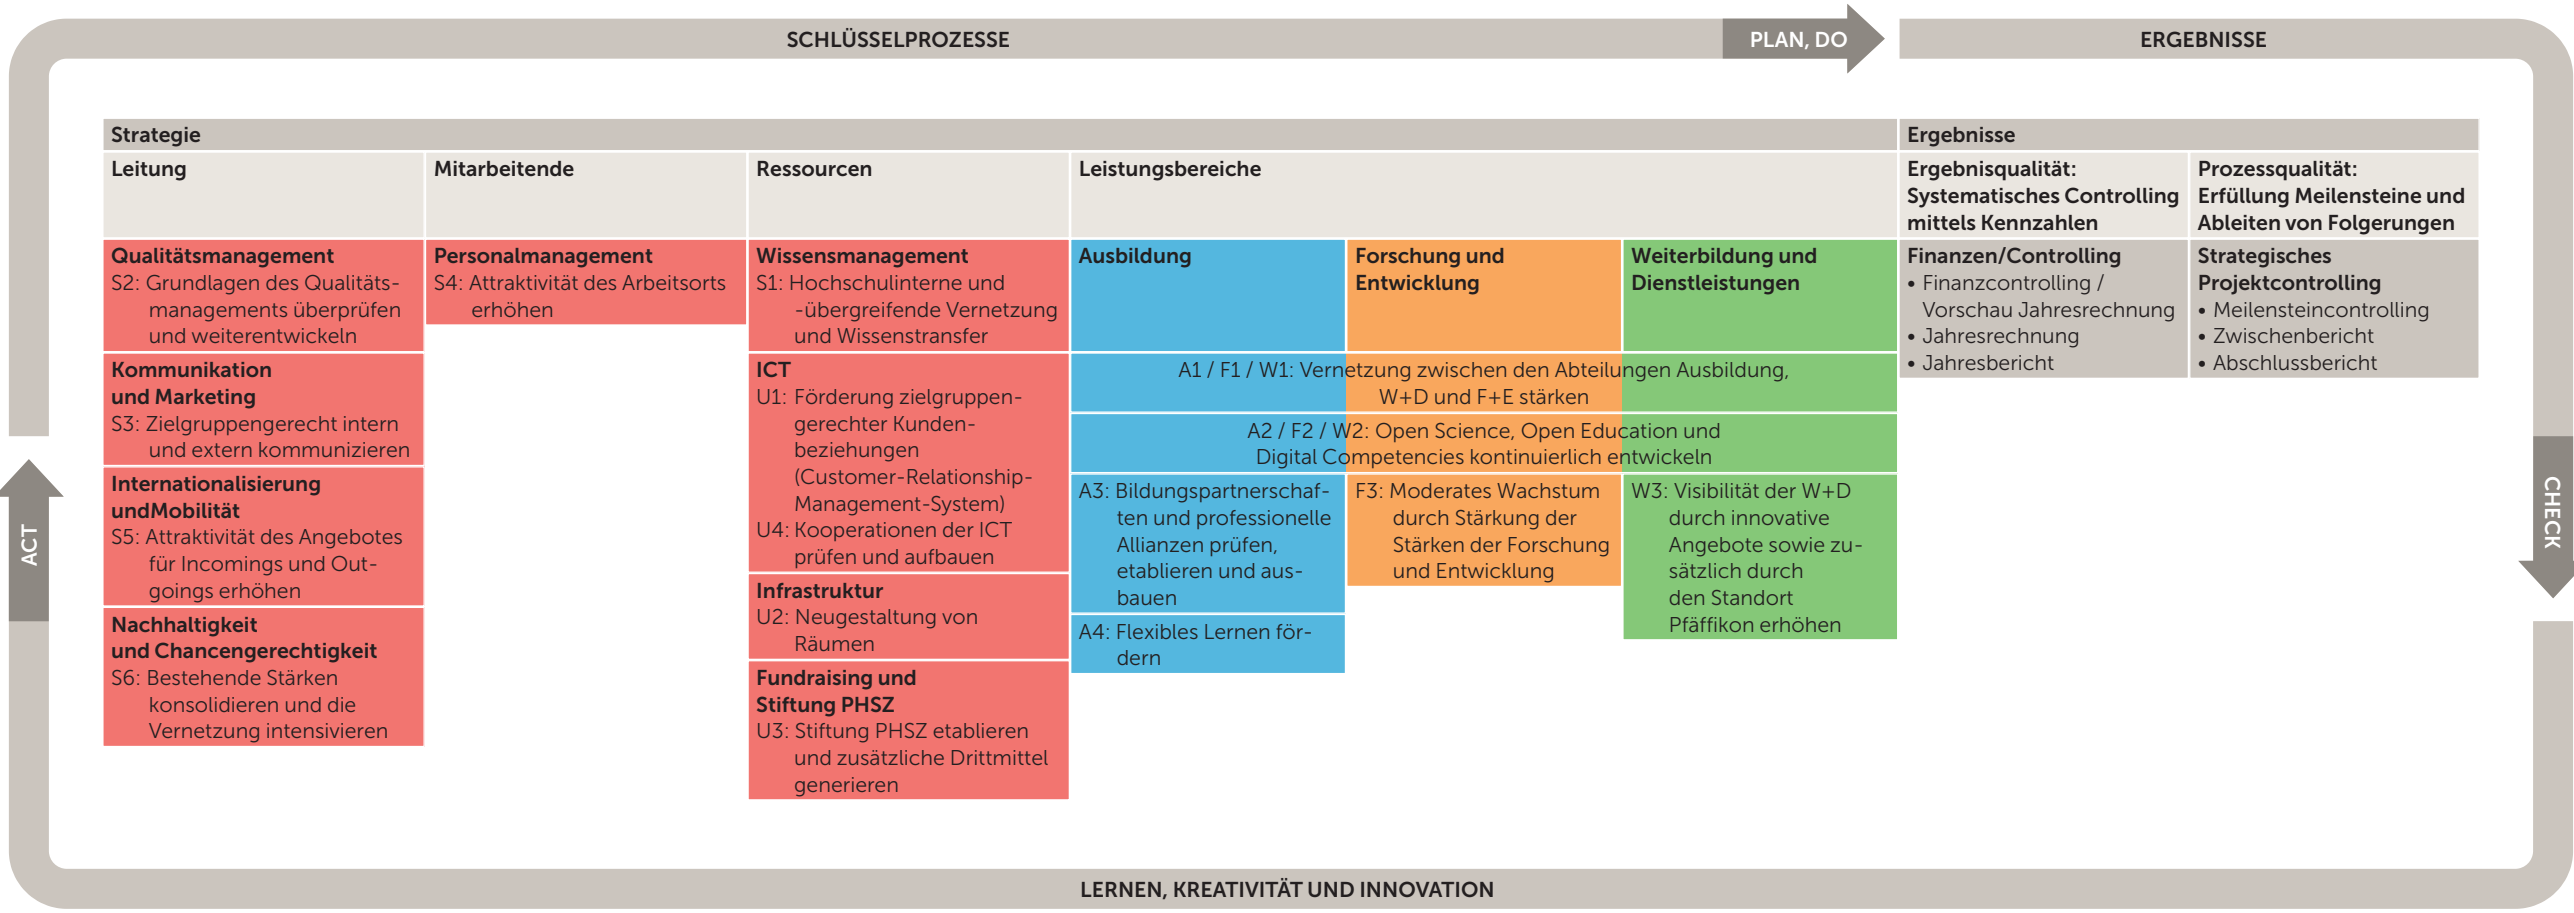 SCHLÜSSELPROZESSE
PLAN, DO
ERGEBNISSE
Strategie
Ergebnisse
Leitung
Mitarbeitende
Ressourcen
Leistungsbereiche
Ergebnisqualität:
Systematisches Controlling
mittels Kennzahlen
Prozessqualität:
Erfüllung Meilensteine und
Ableiten von Folgerungen
Qualitätsmanagement
S2: Grundlagen des Qualitäts-
managements überprüfen
und weiterentwickeln
Kommunikation
und Marketing
S3: Zielgruppengerecht intern
und extern kommunizieren
Internationalisierung
undMobilität
S5: Attraktivität des Angebotes
für Incomings und Out-
goings erhöhen
Nachhaltigkeit
und Chancengerechtigkeit
S6: Bestehende Stärken
konsolidieren und die
Vernetzung intensivieren
Personalmanagement
S4: Attraktivität des Arbeitsorts
erhöhen
Wissensmanagement
S1: Hochschulinterne und
-übergreifende Vernetzung
und Wissenstransfer
ICT
U1: Förderung zielgruppen-
gerechter Kunden-
beziehungen
(Customer-Relationship-
Management-System)
U4: Kooperationen der ICT
prüfen und aufbauen
Infrastruktur
U2: Neugestaltung von
Räumen
Fundraising und
Stiftung PHSZ
U3: Stiftung PHSZ etablieren
und zusätzliche Drittmittel
generieren
Ausbildung
Forschung und
Entwicklung
Weiterbildung und
Dienstleistungen
A1 / F1 / W1: Vernetzung zwischen den Abteilungen Ausbildung,
W+D und F+E stärken
A2 / F2 / W2: Open Science, Open Education und
Digital Competencies kontinuierlich entwickeln
A3: Bildungspartnerschaf-
ten und professionelle
Allianzen prüfen,
etablieren und aus-
bauen
A4: Flexibles Lernen för-
dern
F3: Moderates Wachstum
durch Stärkung der
Stärken der Forschung
und Entwicklung
W3: Visibilität der W+D
durch innovative
Angebote sowie zu-
sätzlich durch
den Standort
Pfäffikon erhöhen
Finanzen/Controlling
• Finanzcontrolling /
Vorschau Jahresrechnung
• Jahresrechnung
• Jahresbericht
Strategisches
Projektcontrolling
• Meilensteincontrolling
• Zwischenbericht
• Abschlussbericht
CHECK
LERNEN, KREATIVITÄT UND INNOVATION
ACT